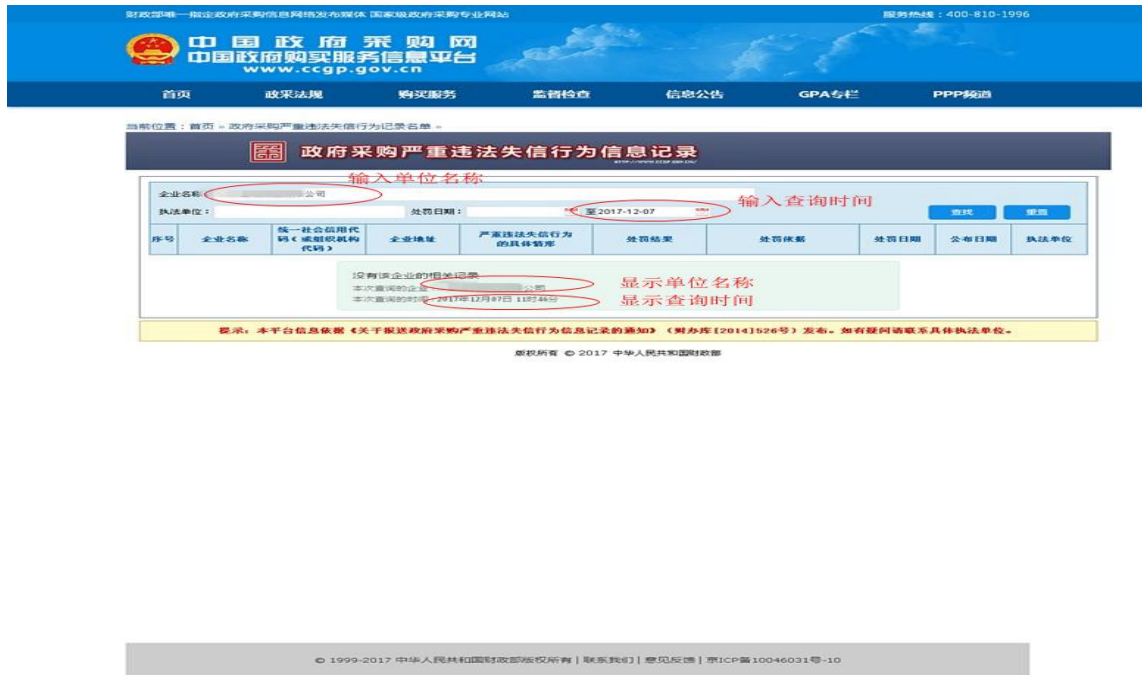 财政部唯一指定政府采购信息网络发布媒体 国家级政府采购专业网站
服务热线：400-810-1996
中国政府采购网
中国政府购买服务信息平台
www.ccgp.gov.cn
首页 政采法规 购买服务 监督检查 信息公告 GPA专栏 PPP频道
当前位置：首页 » 政府采购严重违法失信行为记录名单 »
政府采购严重违法失信行为信息记录
输入单位名称
企业名称 公司
输入查询时间
执法单位： 处罚日期： 至2017-12-07 查找 重置
序号 企业名称 统一社会信用代码（或组织机构代码） 企业地址 严重违法失信行为的具体情形 处罚结果 处罚依据 处罚日期 公布日期 执法单位
没有该企业的相关记录
本次查询的企业 公司 显示单位名称
本次查询的时间 2017年12月07日 11时46分 显示查询时间
提示：本平台信息依据《关于报送政府采购严重违法失信行为信息记录的通知》（财办库[2014]526号）发布。如有疑问请联系具体执法单位。
版权所有 © 2017 中华人民共和国财政部
© 1999-2017 中华人民共和国财政部版权所有 | 联系我们 | 意见反馈 | 京ICP备10046031号-10